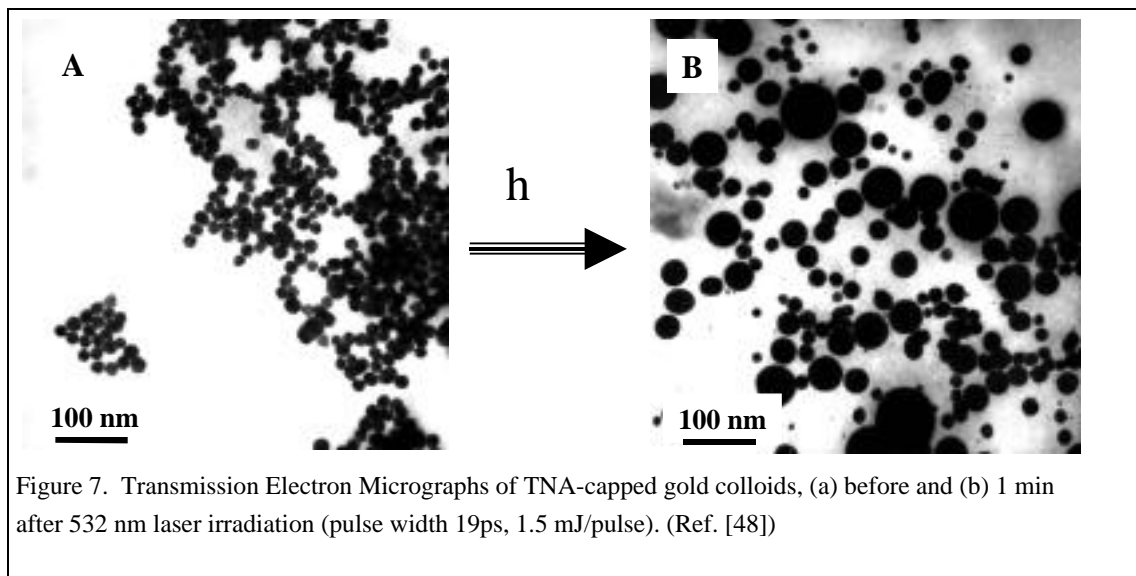 A
B
h
100 nm
100 nm
Figure 7. Transmission Electron Micrographs of TNA-capped gold colloids, (a) before and (b) 1 min
after 532 nm laser irradiation (pulse width 19ps, 1.5 mJ/pulse). (Ref. [48])